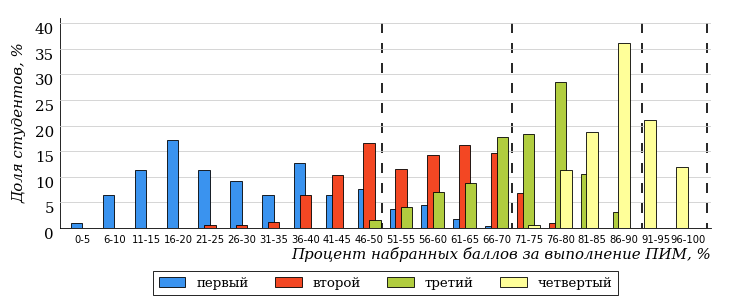 Доля студентов, %
40
35
30
25
20
15
10
5
0
0-5 6-10 11-15 16-20 21-25 26-30 31-35 36-40 41-45 46-50 51-55 56-60 61-65 66-70 71-75 76-80 81-85 86-90 91-95 96-100
Процент набранных баллов за выполнение ПИМ, %
первый второй третий четвертый